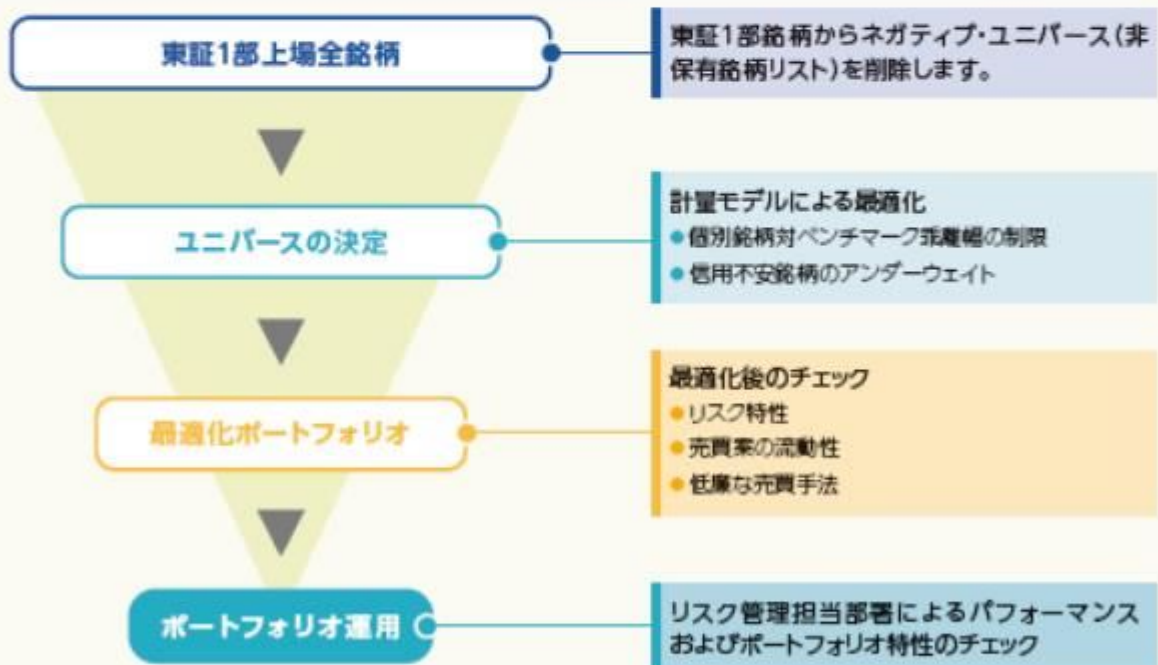 東証1部上場全銘柄
東証1部銘柄からネガティブ・ユニバース(非
保有銘柄リスト)を削除します。
ユニバースの決定
計量モデルによる最適化
●個別銘柄対ベンチマーク乖離幅の制限
●信用不安銘柄のアンダーウェイト
最適化ポートフォリオ
最適化後のチェック
●リスク特性
●売買案の流動性
●低廉な売買手法
ポートフォリオ運用
リスク管理担当部署によるパフォーマンス
およびポートフォリオ特性のチェック